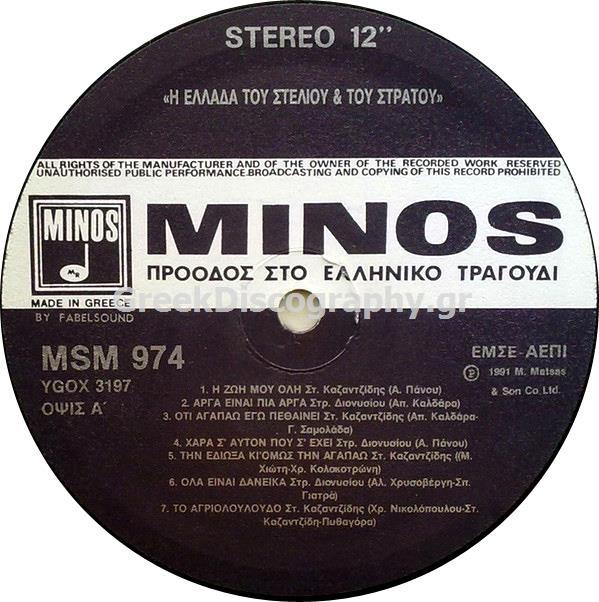 STEREO 12"
«Η ΕΛΛΑΔΑ ΤΟΥ ΣΤΕΛΙΟΥ & ΤΟΥ ΣΤΡΑΤΟΥ»
ALL RIGHTS OF THE MANUFACTURER AND OF THE OWNER OF THE RECORDED WORK RESERVED
UNAUTHORISED PUBLIC PERFORMANCE.BROADCASTING AND COPYING OF THIS RECORD PROHIBITED
MINOS
MR
MINOS
ΠΡΟΟΔΟΣ ΣΤΟ ΕΛΛΗΝΙΚΟ ΤΡΑΓΟΥΔΙ
MADE IN GREECE
GreekDiscography.gr
BY FABELSOUND
MSM 974
YGOX 3197
ΟΨΙΣ Α΄
ΕΜΣΕ-ΑΕΠΙ
℗ 1991 M. Matsas
& Son Co.Ltd.
1. Η ΖΩΗ ΜΟΥ ΟΛΗ Στ. Καζαντζίδης (Α. Πάνου)
2. ΑΡΓΑ ΕΙΝΑΙ ΠΙΑ ΑΡΓΑ Στρ. Διονυσίου (Απ. Καλδάρα)
3. ΟΤΙ ΑΓΑΠΑΩ ΕΓΩ ΠΕΘΑΙΝΕΙ Στ. Καζαντζίδης (Απ. Καλδάρα-
Γ. Σαμολάδα)
4. ΧΑΡΑ Σ' ΑΥΤΟΝ ΠΟΥ Σ' ΕΧΕΙ Στρ. Διονυσίου (Α. Πάνου)
5. ΤΗΝ ΕΔΙΩΞΑ ΚΙ'ΟΜΩΣ ΤΗΝ ΑΓΑΠΑΩ Στ. Καζαντζίδης ((Μ.
Χιώτη-Χρ. Κολοκοτρώνη)
6. ΟΛΑ ΕΙΝΑΙ ΔΑΝΕΙΚΑ Στρ. Διονυσίου (Αλ. Χρυσοβέργη-Σπ.
Γιατρά)
7. ΤΟ ΑΓΡΙΟΛΟΥΛΟΥΔΟ Στ. Καζαντζίδης (Χρ. Νικολόπουλου-Στ.
Καζαντζίδη-Πυθαγόρα)